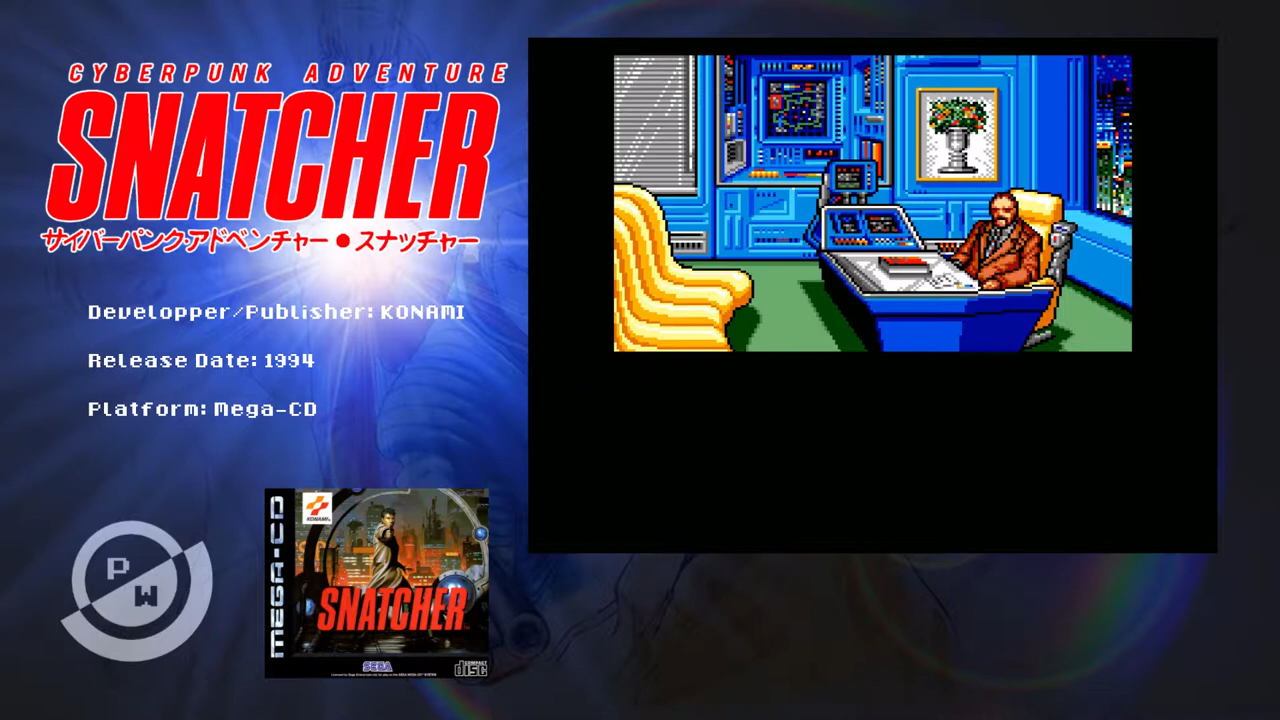 CYBERPUNK ADVENTURE
SNATCHER
サイバーパンク・アドベンチャー●スナッチャー
Developper/Publisher: KONAMI
Release Date: 1994
Platform: Mega-CD
P
W
MEGA-CD
KONAMI
SNATCHER
SEGA
COMPACT
disc